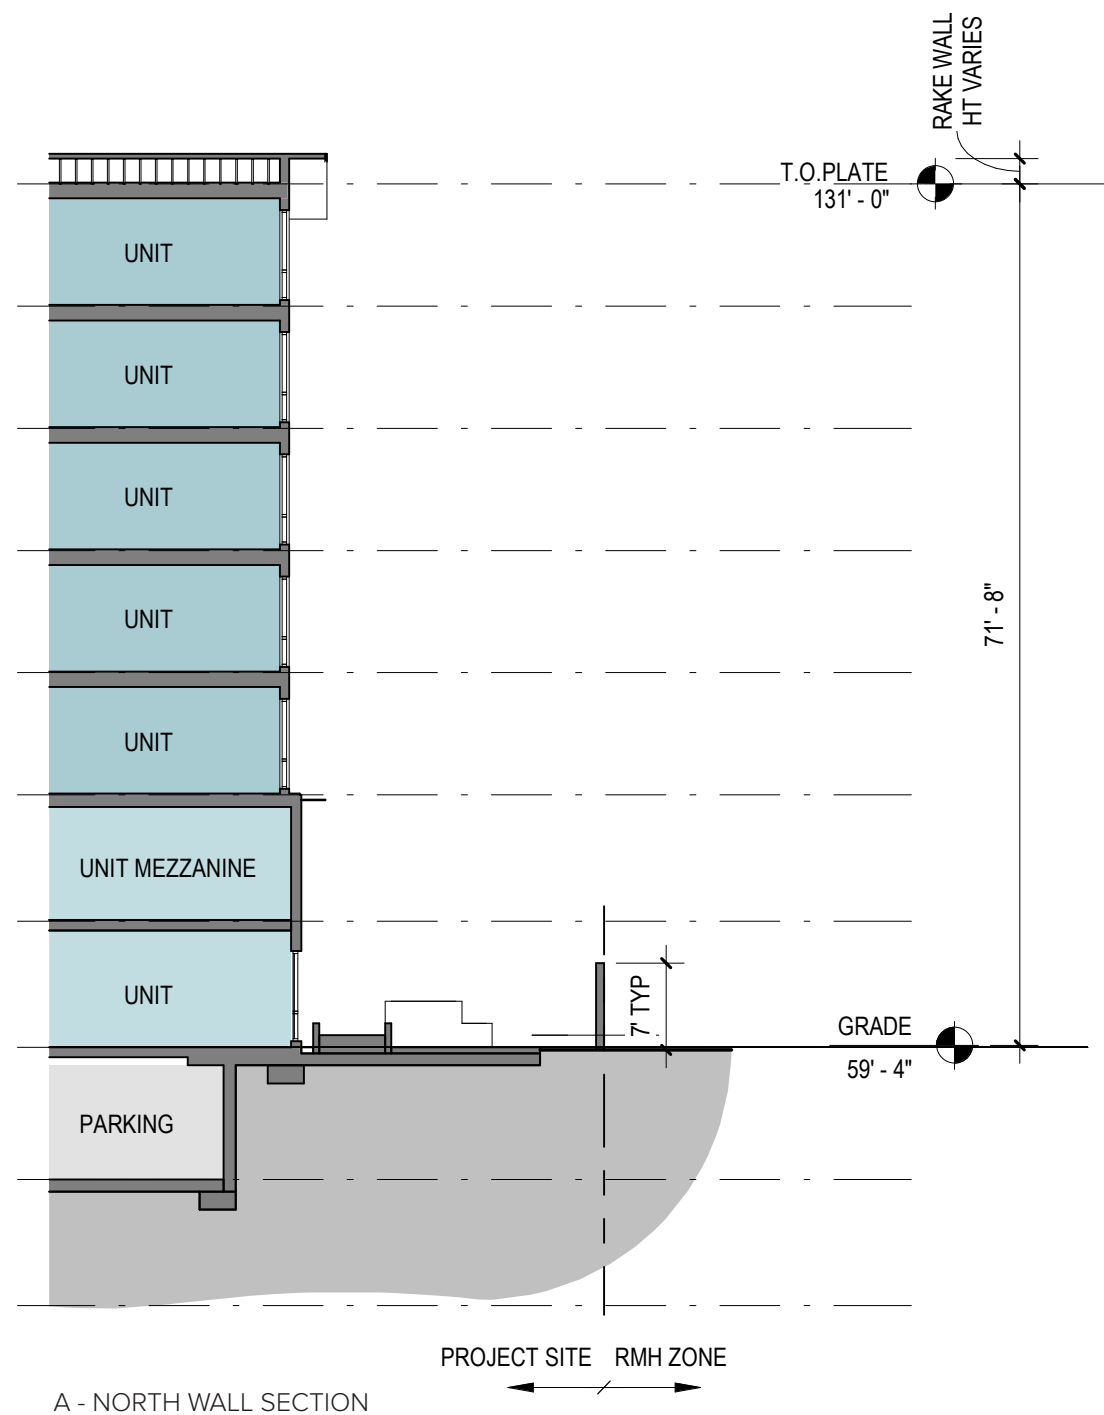 RAKE WALL
HT VARIES
T.O.PLATE
131' - 0"
UNIT
UNIT
UNIT
UNIT
UNIT
71' - 8"
UNIT MEZZANINE
UNIT
7' TYP
GRADE
59' - 4"
PARKING
PROJECT SITE
RMH ZONE
A - NORTH WALL SECTION